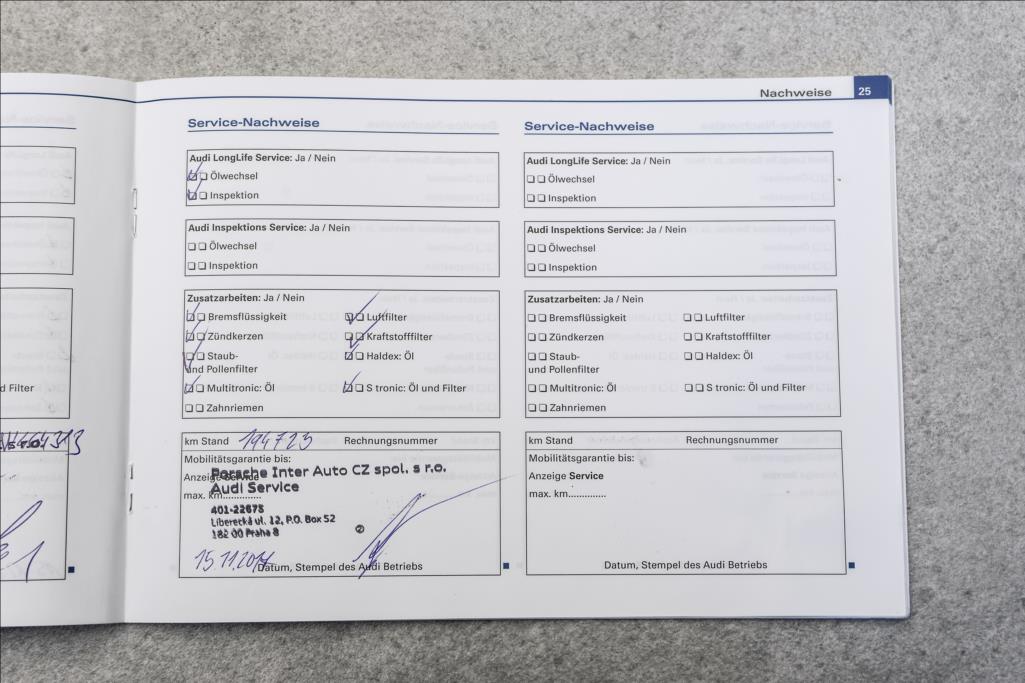 Nachweise 25
Service-Nachweise
Audi LongLife Service: Ja / Nein
Ölwechsel
Inspektion
Audi Inspektions Service: Ja / Nein
Ölwechsel
Inspektion
Zusatzarbeiten: Ja / Nein
Bremsflüssigkeit Luftfilter
Zündkerzen Kraftstofffilter
Staub- Haldex: Öl
und Pollenfilter
Multitronic: Öl S tronic: Öl und Filter
Zahnriemen
km Stand 194723 Rechnungsnummer
Mobilitätsgarantie bis:
Porsche Inter Auto CZ spol. s r.o.
Anzeige Service
Audi Service
max. km..............
401-22678
Liberecká ul. 12, P.O. Box 52
182 00 Praha 8
15.11.2017
Datum, Stempel des Audi Betriebs
Service-Nachweise
Audi LongLife Service: Ja / Nein
Ölwechsel
Inspektion
Audi Inspektions Service: Ja / Nein
Ölwechsel
Inspektion
Zusatzarbeiten: Ja / Nein
Bremsflüssigkeit Luftfilter
Zündkerzen Kraftstofffilter
Staub- Haldex: Öl
und Pollenfilter
Multitronic: Öl S tronic: Öl und Filter
Zahnriemen
km Stand Rechnungsnummer
Mobilitätsgarantie bis:
Anzeige Service
max. km..............
Datum, Stempel des Audi Betriebs
d Filter